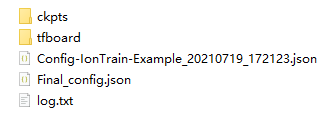 ckpts
tfboard
Config-IonTrain-Example_20210719_172123.json
Final_config.json
log.txt